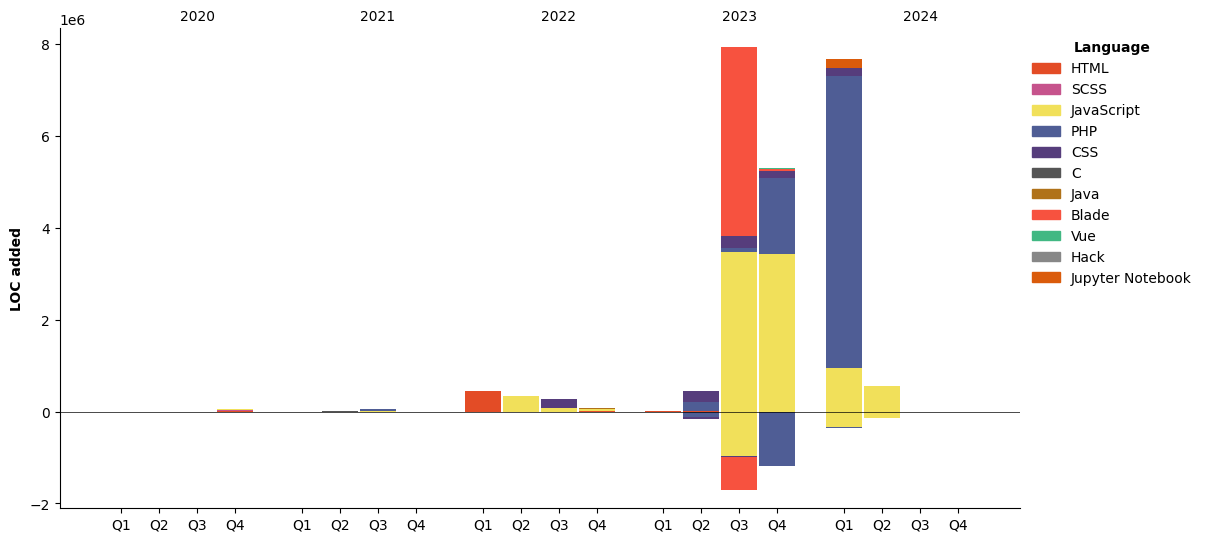 2020 2021 2022 2023 2024
1e6
8
6
4
2
0
−2
LOC added
Q1 Q2 Q3 Q4 Q1 Q2 Q3 Q4 Q1 Q2 Q3 Q4 Q1 Q2 Q3 Q4 Q1 Q2 Q3 Q4
Language
HTML
SCSS
JavaScript
PHP
CSS
C
Java
Blade
Vue
Hack
Jupyter Notebook